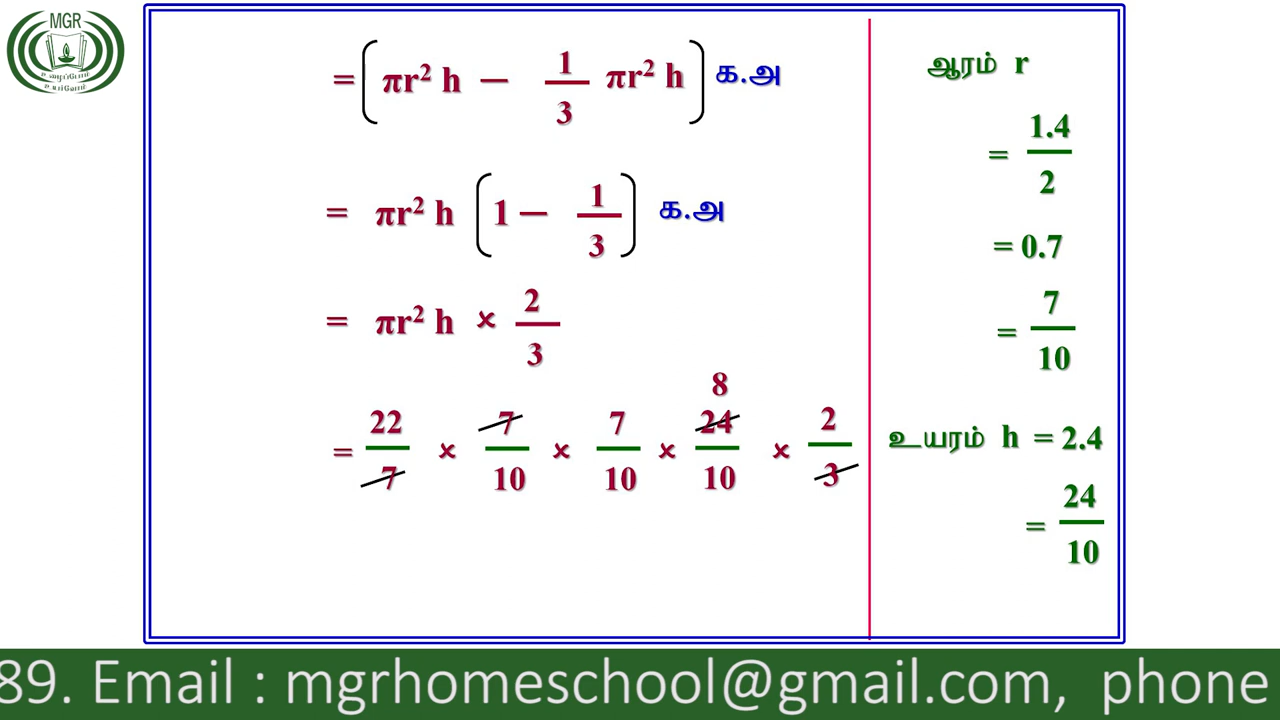 MGR
உழைப்போம்
உயர்வோம்
= ( πr² h – 1/3 πr² h ) க.அ
= πr² h ( 1 – 1/3 ) க.அ
= πr² h × 2/3
8
= 22/7 × 7/10 × 7/10 × 24/10 × 2/3
ஆரம் r
= 1.4/2
= 0.7
= 7/10
உயரம் h = 2.4
= 24/10
89. Email : mgrhomeschool@gmail.com, phone